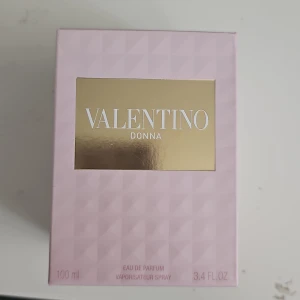 VALENTINO
DONNA
EAU DE PARFUM
100 ml VAPORISATEUR SPRAY 3.4 FL.OZ